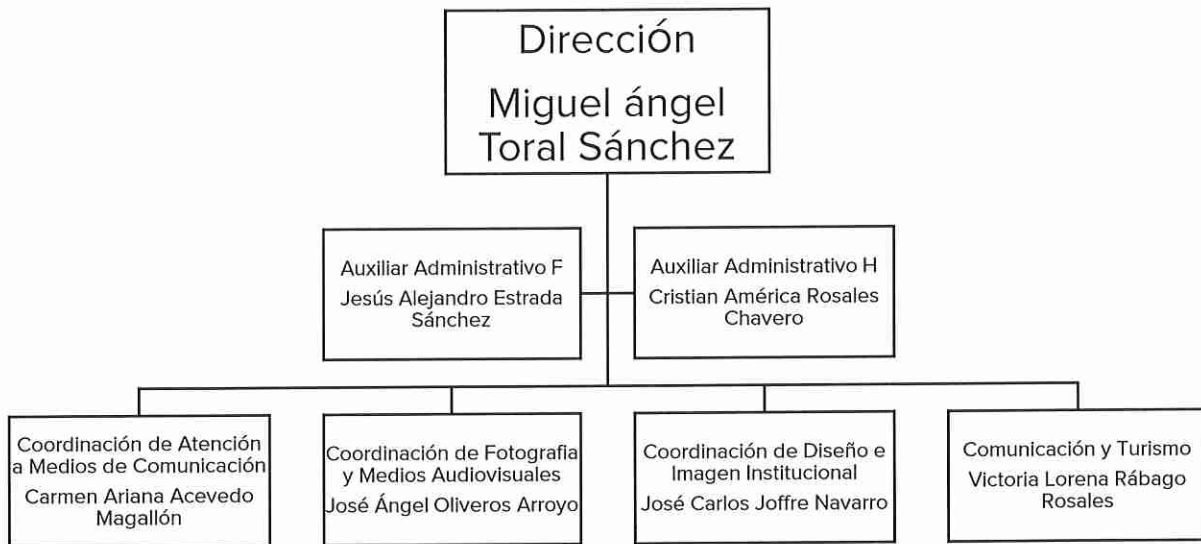 Dirección
Miguel ángel
Toral Sánchez
Auxiliar Administrativo F
Jesús Alejandro Estrada
Sánchez
Auxiliar Administrativo H
Cristian América Rosales
Chavero
Coordinación de Atención
a Medios de Comunicación
Carmen Ariana Acevedo
Magallón
Coordinación de Fotografia
y Medios Audiovisuales
José Ángel Oliveros Arroyo
Coordinación de Diseño e
Imagen Institucional
José Carlos Joffre Navarro
Comunicación y Turismo
Victoria Lorena Rábago
Rosales